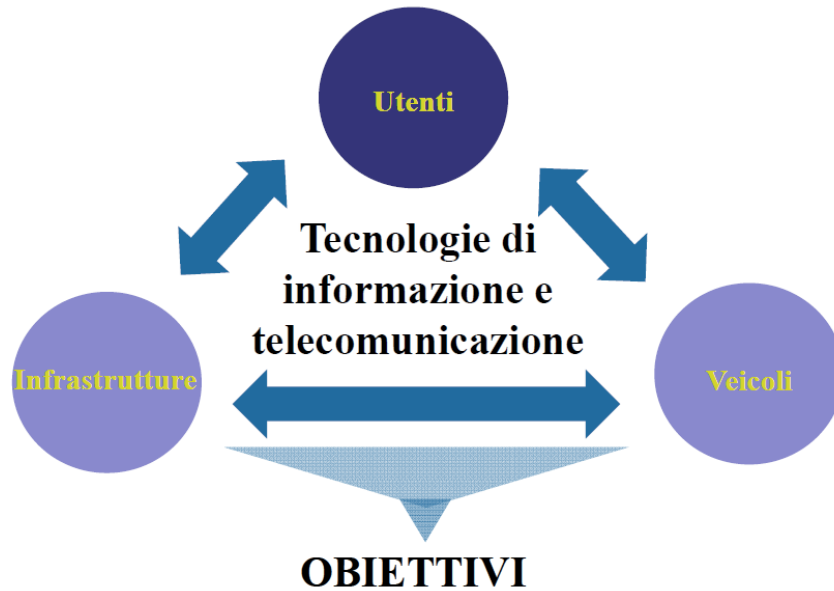 Utenti
Tecnologie di
informazione e
telecomunicazione
Infrastrutture
Veicoli
OBIETTIVI